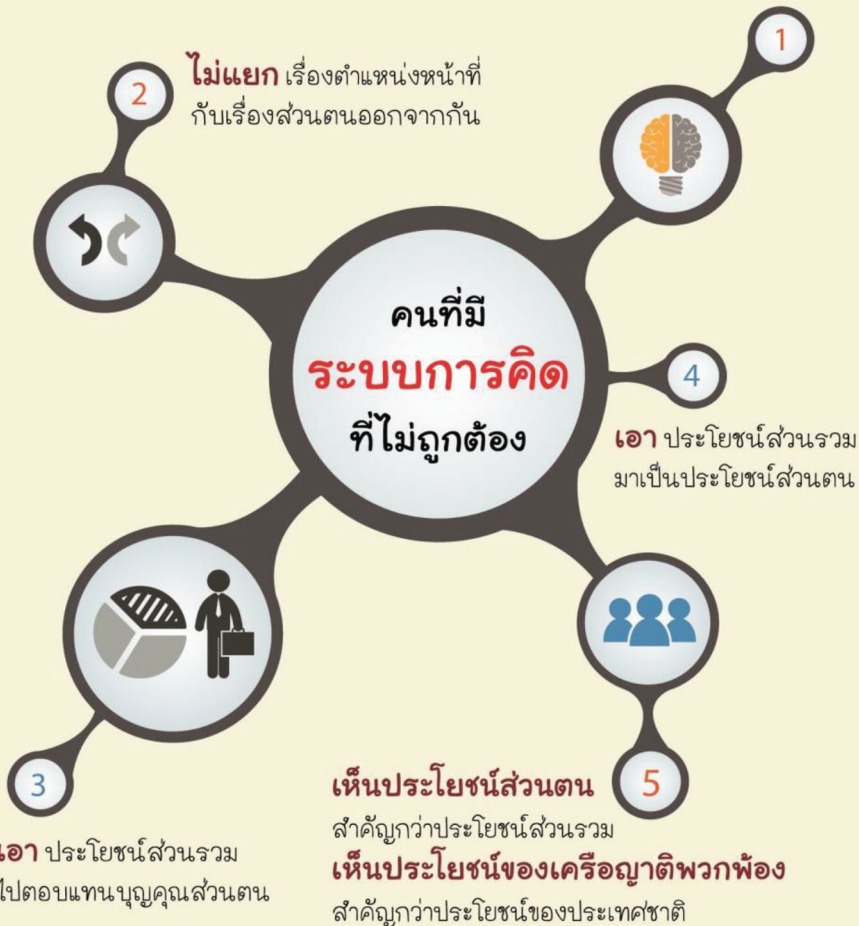 1
2
ไม่แยก เรื่องตำแหน่งหน้าที่
กับเรื่องส่วนตนออกจากกัน
คนที่มี
ระบบการคิด
ที่ไม่ถูกต้อง
4
เอา ประโยชน์ส่วนรวม
มาเป็นประโยชน์ส่วนตน
3
เอา ประโยชน์ส่วนรวม
ไปตอบแทนบุญคุณส่วนตน
5
เห็นประโยชน์ส่วนตน
สำคัญกว่าประโยชน์ส่วนรวม
เห็นประโยชน์ของเครือญาติพวกพ้อง
สำคัญกว่าประโยชน์ของประเทศชาติ